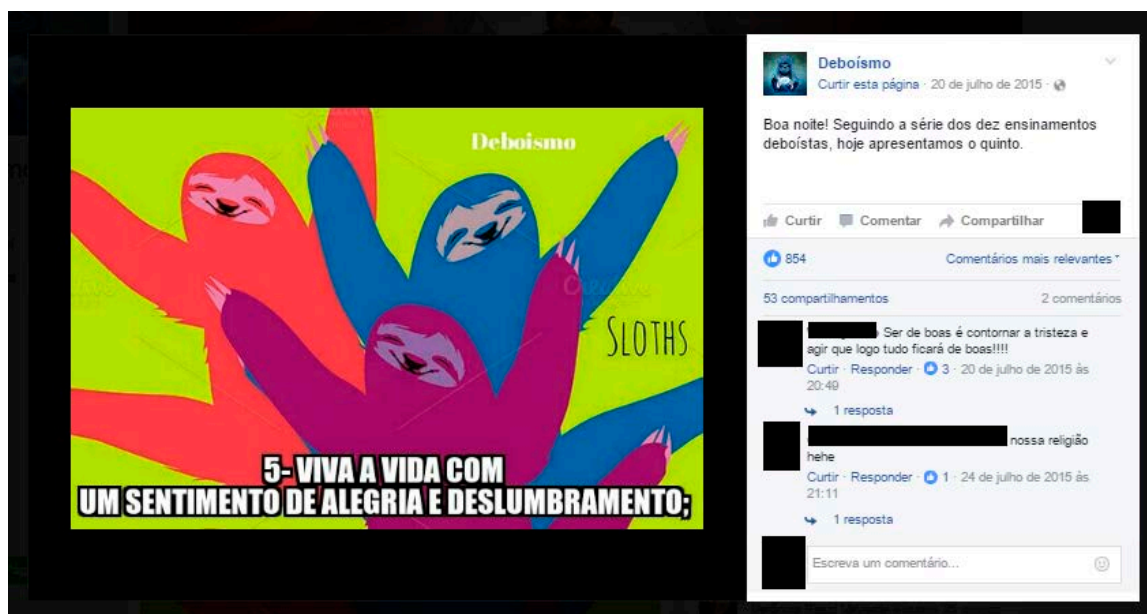 Deboismo
SLOTHS
5- VIVA A VIDA COM
UM SENTIMENTO DE ALEGRIA E DESLUMBRAMENTO;
Deboísmo
Curtir esta página · 20 de julho de 2015 ·
Boa noite! Seguindo a série dos dez ensinamentos
deboístas, hoje apresentamos o quinto.
Curtir Comentar Compartilhar
854 Comentários mais relevantes
53 compartilhamentos 2 comentários
Ser de boas é contornar a tristeza e
agir que logo tudo ficará de boas!!!!
Curtir · Responder · 3 · 20 de julho de 2015 às
20:49
1 resposta
nossa religião
hehe
Curtir · Responder · 1 · 24 de julho de 2015 às
21:11
1 resposta
Escreva um comentário...